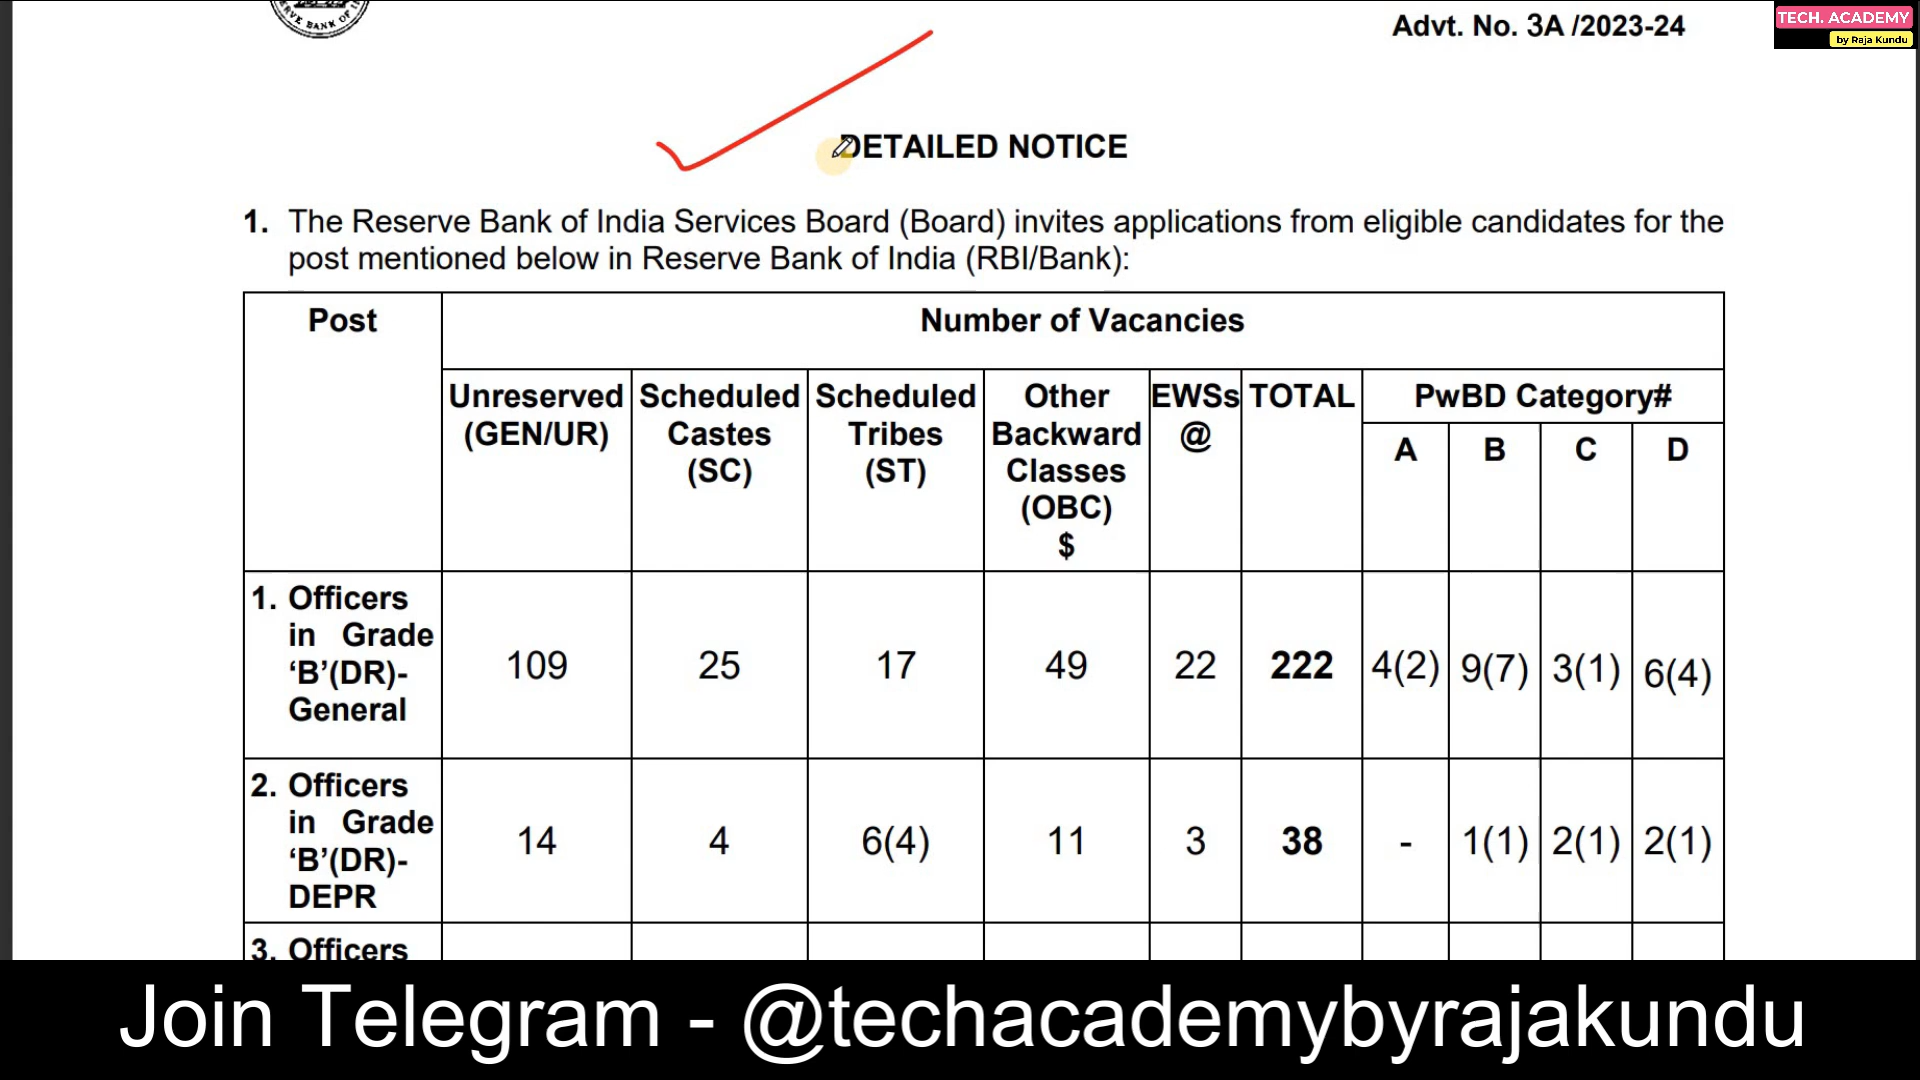 RVE BANK OF I
Advt. No. 3A /2023-24
TECH. ACADEMY
by Raja Kundu
DETAILED NOTICE
1. The Reserve Bank of India Services Board (Board) invites applications from eligible candidates for the
post mentioned below in Reserve Bank of India (RBI/Bank):
Post
Number of Vacancies
Unreserved (GEN/UR)
Scheduled Castes (SC)
Scheduled Tribes (ST)
Other Backward Classes (OBC) $
EWSs @
TOTAL
PwBD Category#
A B C D
1. Officers in Grade ‘B’(DR)- General
109 25 17 49 22 222 4(2) 9(7) 3(1) 6(4)
2. Officers in Grade ‘B’(DR)- DEPR
14 4 6(4) 11 3 38 - 1(1) 2(1) 2(1)
3. Officers
Join Telegram - @techacademybyrajakundu